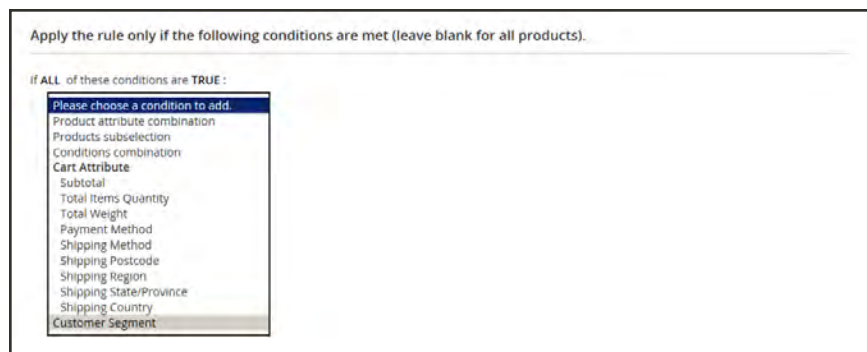 Apply the rule only if the following conditions are met (leave blank for all products).
If ALL of these conditions are TRUE :
Please choose a condition to add.
Product attribute combination
Products subselection
Conditions combination
Cart Attribute
Subtotal
Total Items Quantity
Total Weight
Payment Method
Shipping Method
Shipping Postcode
Shipping Region
Shipping State/Province
Shipping Country
Customer Segment